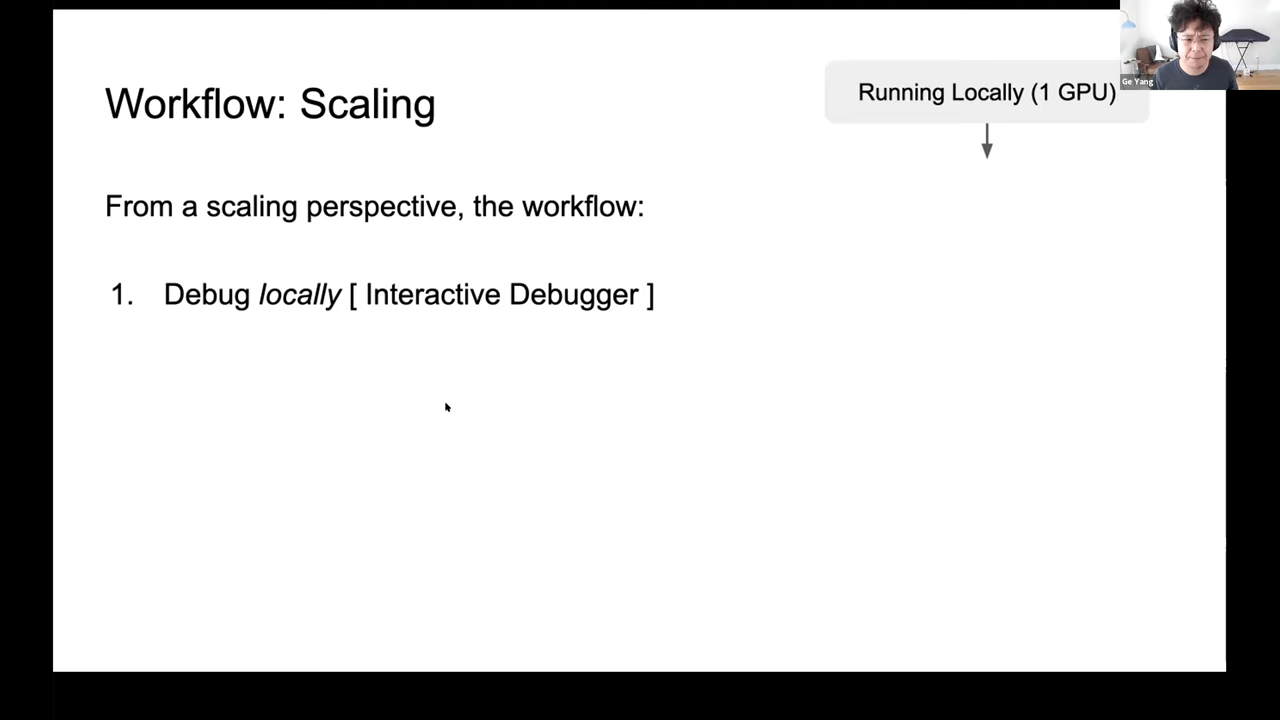 Workflow: Scaling
Running Locally (1 GPU)
Ge Yang
From a scaling perspective, the workflow:
1. Debug locally [ Interactive Debugger ]